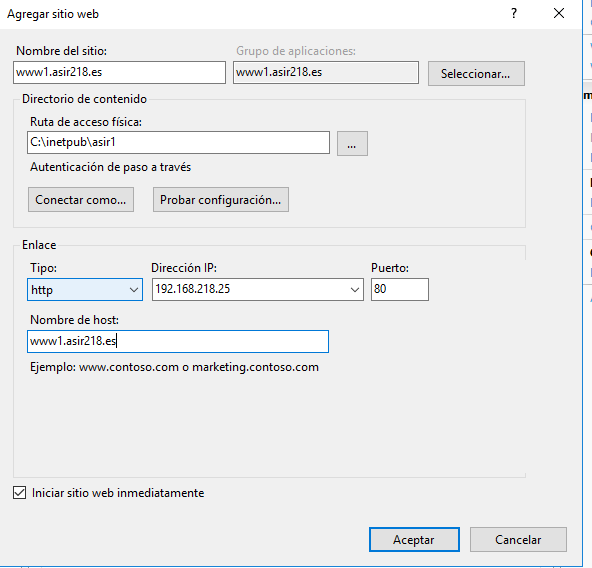 Agregar sitio web
?
Nombre del sitio:
Grupo de aplicaciones:
www1.asir218.es
www1.asir218.es
Seleccionar...
Directorio de contenido
Ruta de acceso física:
C:\inetpub\asir1
...
Autenticación de paso a través
Conectar como...
Probar configuración...
Enlace
Tipo:
Dirección IP:
Puerto:
http
192.168.218.25
80
Nombre de host:
www1.asir218.es
Ejemplo: www.contoso.com o marketing.contoso.com
Iniciar sitio web inmediatamente
Aceptar
Cancelar